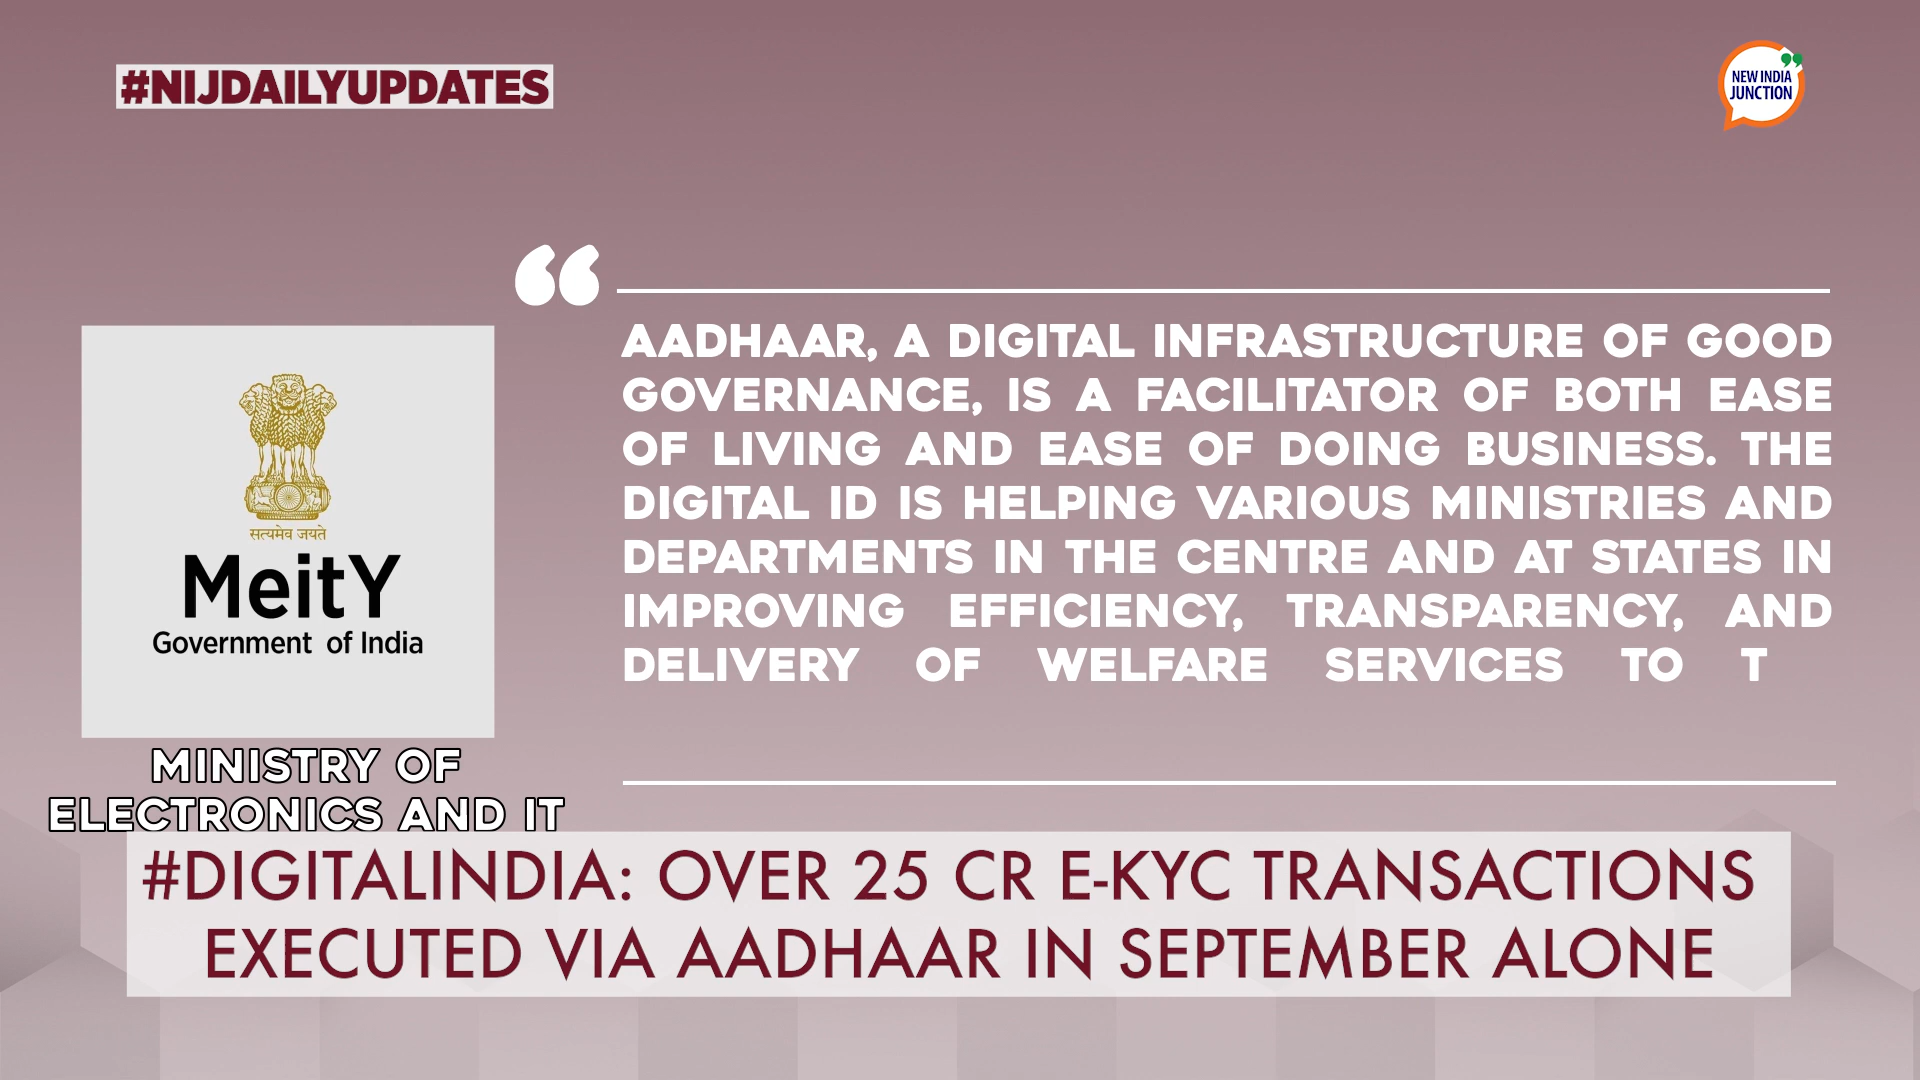 #NIJDAILYUPDATES
NEW INDIA
JUNCTION
“
AADHAAR, A DIGITAL INFRASTRUCTURE OF GOOD
GOVERNANCE, IS A FACILITATOR OF BOTH EASE
OF LIVING AND EASE OF DOING BUSINESS. THE
DIGITAL ID IS HELPING VARIOUS MINISTRIES AND
DEPARTMENTS IN THE CENTRE AND AT STATES IN
IMPROVING EFFICIENCY, TRANSPARENCY, AND
DELIVERY OF WELFARE SERVICES TO T
सत्यमेव जयते
MeitY
Government of India
MINISTRY OF
ELECTRONICS AND IT
#DIGITALINDIA: OVER 25 CR E-KYC TRANSACTIONS
EXECUTED VIA AADHAAR IN SEPTEMBER ALONE